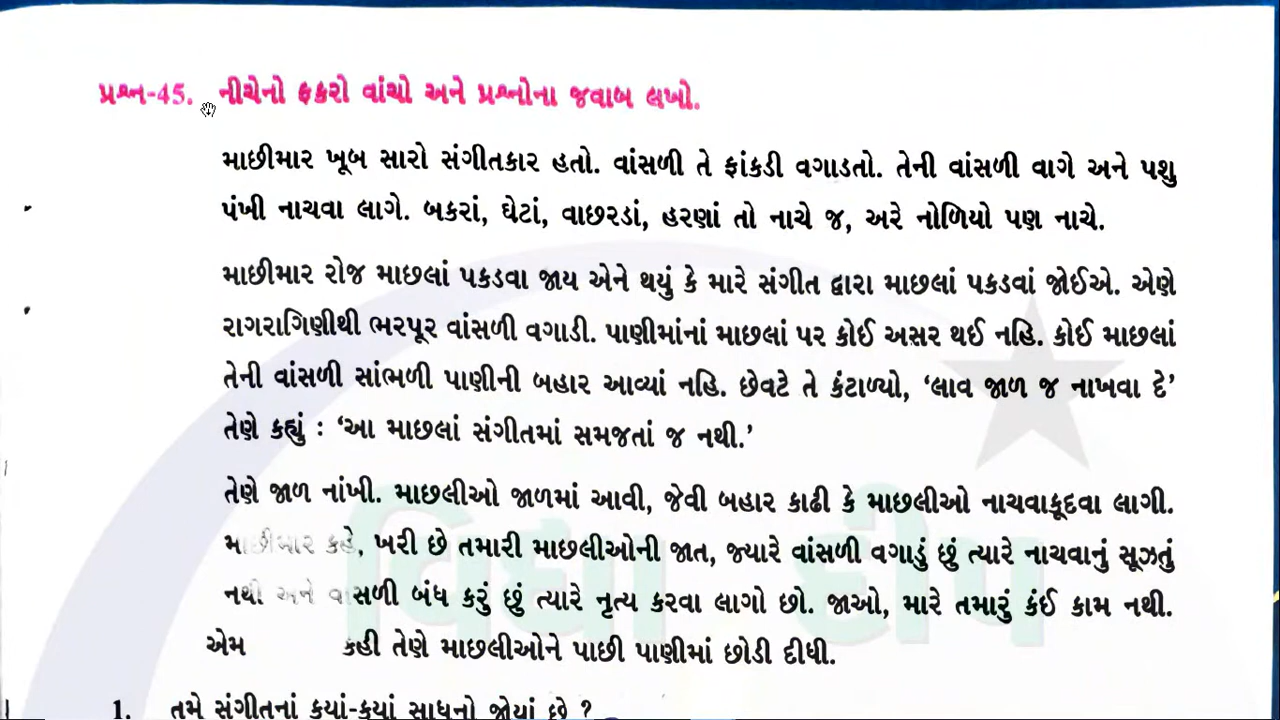 પ્રશ્ન-45. નીચેનો ફકરો વાંચો અને પ્રશ્નોના જવાબ લખો.
માછીમાર ખૂબ સારો સંગીતકાર હતો. વાંસળી તે ફાંકડી વગાડતો. તેની વાંસળી વાગે અને પશુ
પંખી નાચવા લાગે. બકરાં, ઘેટાં, વાછરડાં, હરણાં તો નાચે જ, અરે નોળિયો પણ નાચે.
માછીમાર રોજ માછલાં પકડવા જાય એને થયું કે મારે સંગીત દ્વારા માછલાં પકડવાં જોઈએ. એણે
રાગરાગિણીથી ભરપૂર વાંસળી વગાડી. પાણીમાંનાં માછલાં પર કોઈ અસર થઈ નહિ. કોઈ માછલાં
તેની વાંસળી સાંભળી પાણીની બહાર આવ્યાં નહિ. છેવટે તે કંટાળ્યો, ‘લાવ જાળ જ નાખવા દે’
તેણે કહ્યું : ‘આ માછલાં સંગીતમાં સમજતાં જ નથી.’
તેણે જાળ નાંખી. માછલીઓ જાળમાં આવી, જેવી બહાર કાઢી કે માછલીઓ નાચવાકૂદવા લાગી.
માછીમાર કહે, ખરી છે તમારી માછલીઓની જાત, જ્યારે વાંસળી વગાડું છું ત્યારે નાચવાનું સૂઝતું
નથી અને વાંસળી બંધ કરું છું ત્યારે નૃત્ય કરવા લાગો છો. જાઓ, મારે તમારું કંઈ કામ નથી.
એમ કહી તેણે માછલીઓને પાછી પાણીમાં છોડી દીધી.
1. તમે સંગીતનાં કયાં-કયાં સાધનો જોયાં છે ?
વિદ્યા દીપ